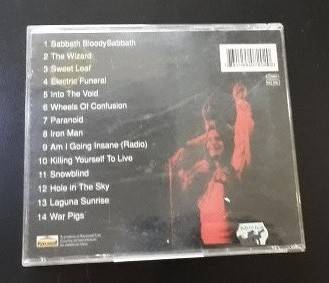 1 Sabbath BloodySabbath
2 The Wizard
3 Sweet Leaf
4 Electric Funeral
5 Into The Void
6 Wheels Of Confusion
7 Paranoid
8 Iron Man
9 Am I Going Insane (Radio)
10 Killing Yourself To Live
11 Snowblind
12 Hole in The Sky
13 Laguna Sunrise
14 War Pigs